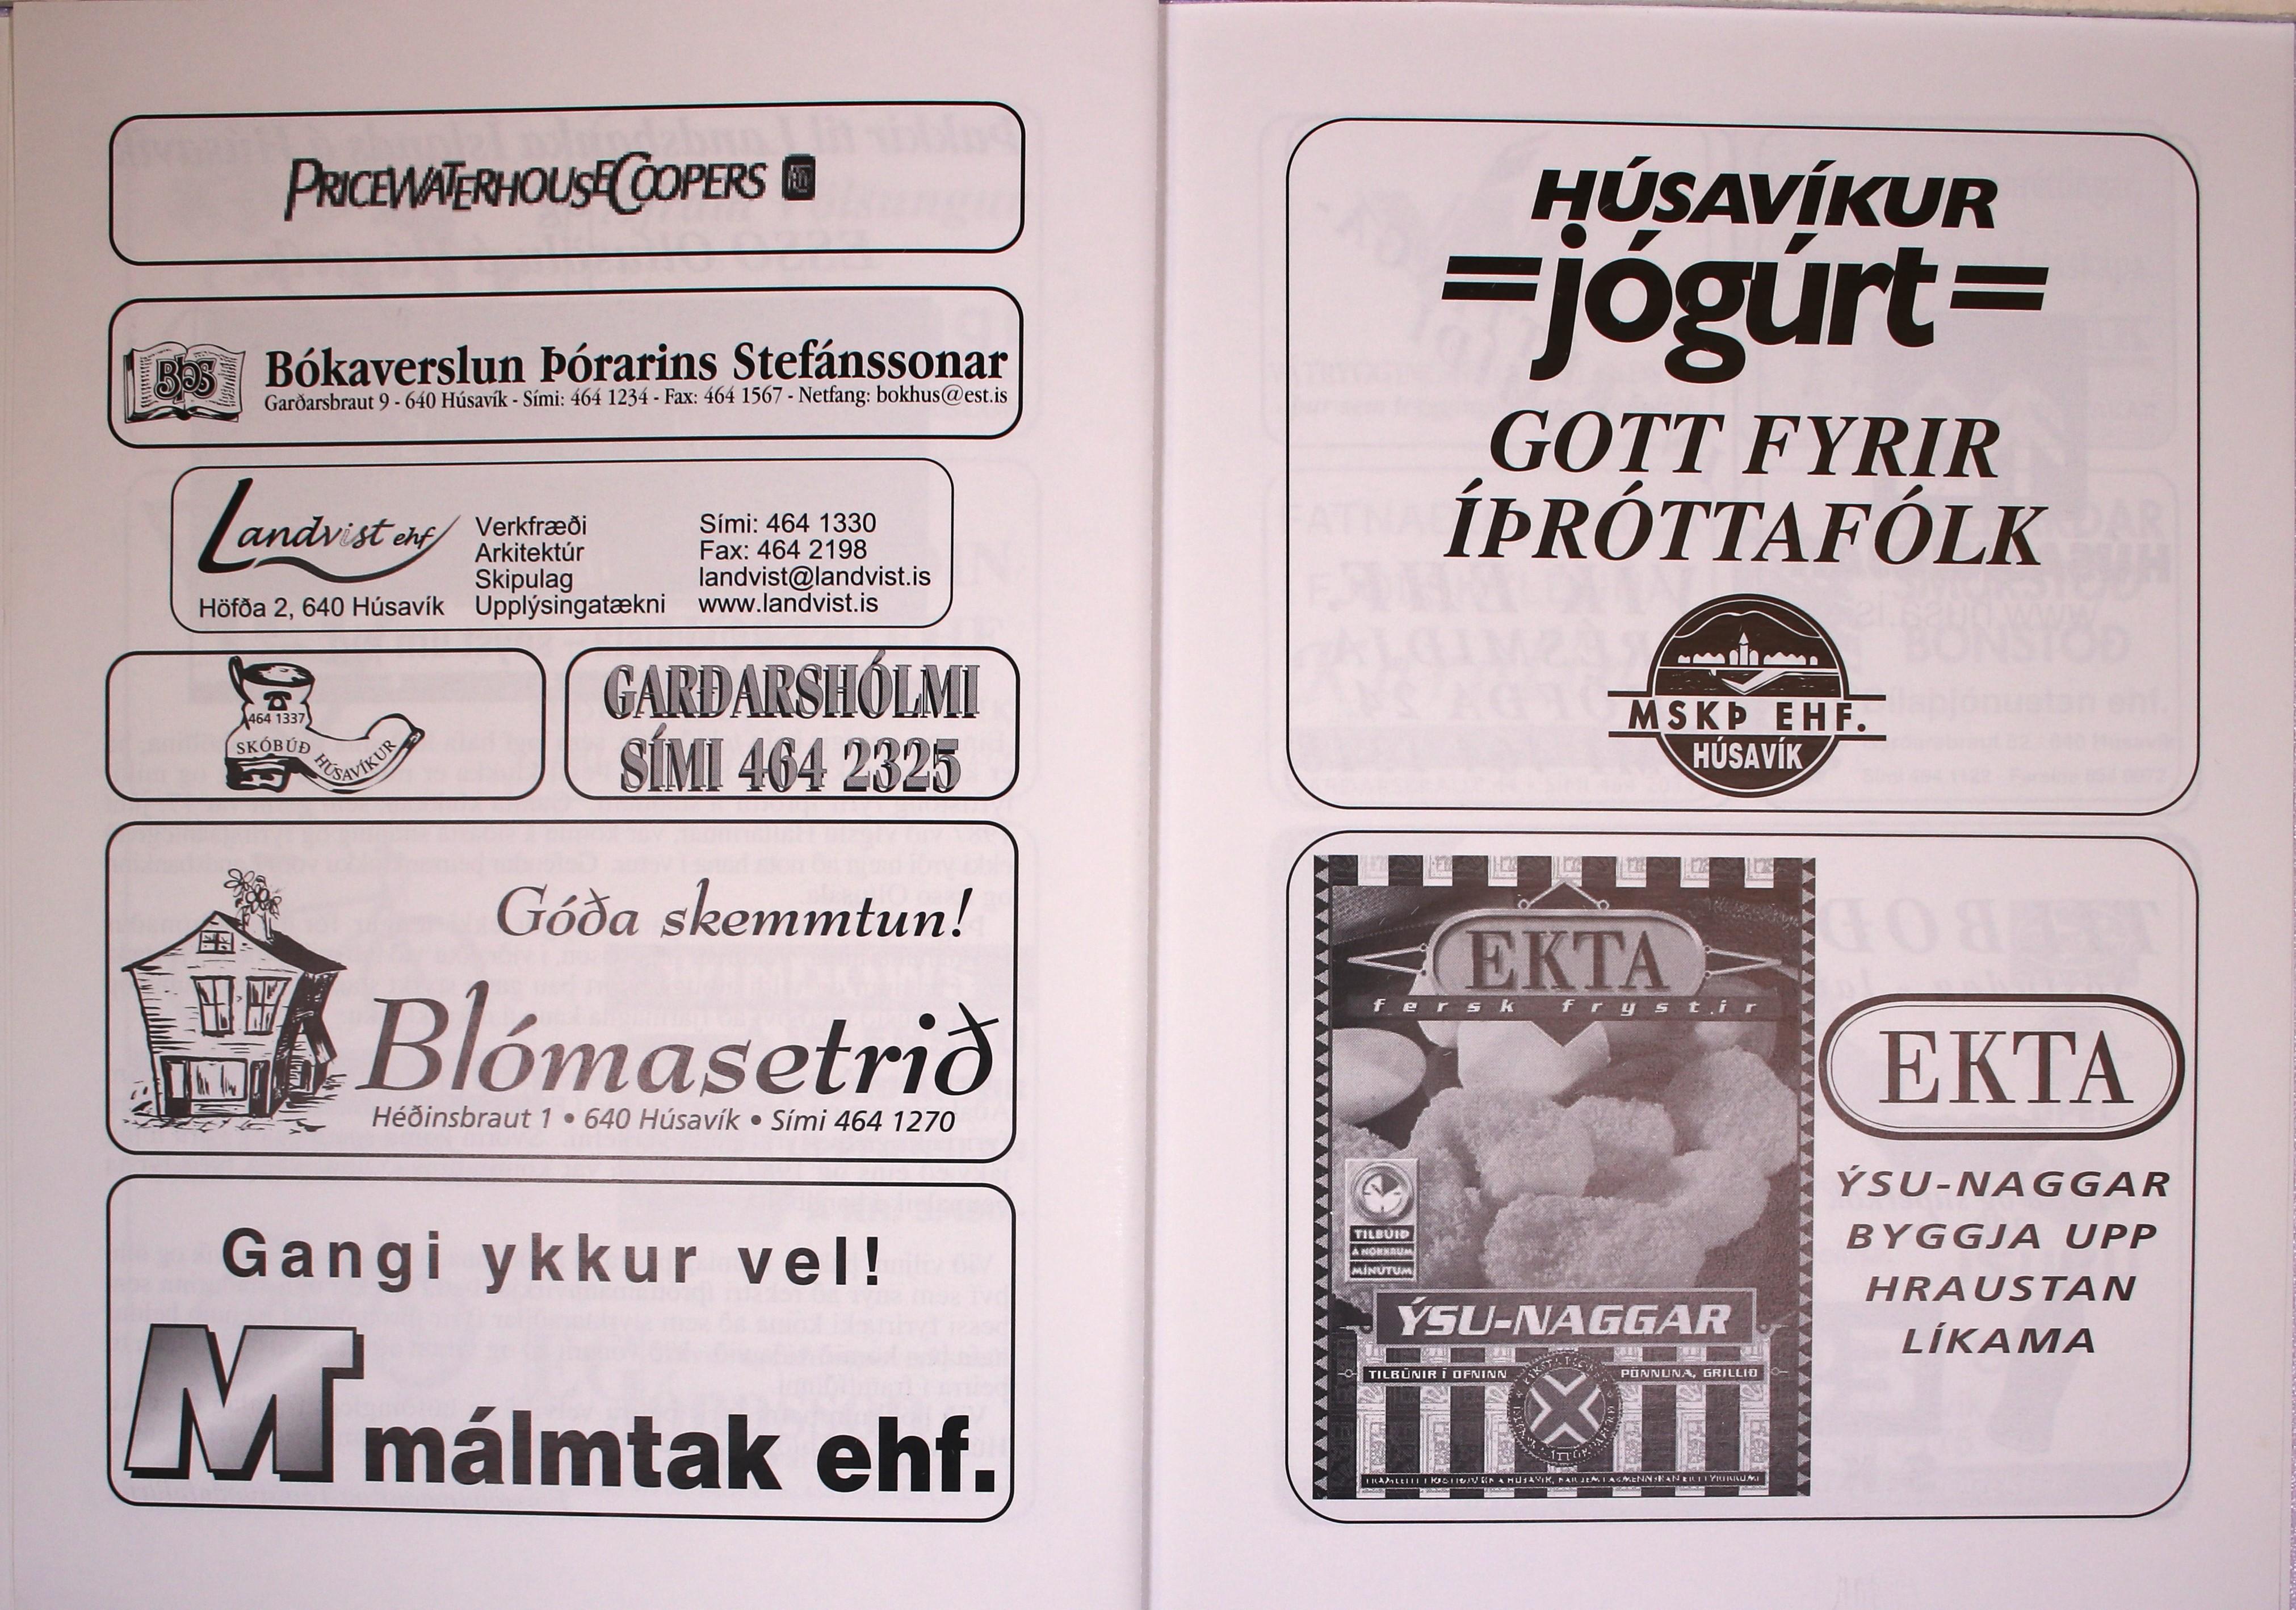 PRICEWATERHOUSECOOPERS
BÞS
Bókaverslun Þórarins Stefánssonar
Garðarsbraut 9 - 640 Húsavík - Sími: 464 1234 - Fax: 464 1567 - Netfang: bokhus@est.is
Landvist ehf
Höfða 2, 640 Húsavík
Verkfræði
Arkitektúr
Skipulag
Upplýsingatækni
Sími: 464 1330
Fax: 464 2198
landvist@landvist.is
www.landvist.is
464 1337
SKÓBÚÐ HÚSAVÍKUR
GARÐARSHÓLMI
SÍMI 464 2325
Góða skemmtun!
Blómasetrið
Héðinsbraut 1 • 640 Húsavík • Sími 464 1270
Gangi ykkur vel!
M málmtak ehf.
HÚSAVÍKUR
=jógúrt=
GOTT FYRIR
ÍÞRÓTTAFÓLK
MSKÞ EHF.
HÚSAVÍK
EKTA
fersk frystir
TILBÚIÐ
Á NOKKRUM
MÍNÚTUM
ÝSU-NAGGAR
TILBÚNIR Í OFNINN
PÖNNUNA, GRILLIÐ
EKTA
ÝSU-NAGGAR
BYGGJA UPP
HRAUSTAN
LÍKAMA